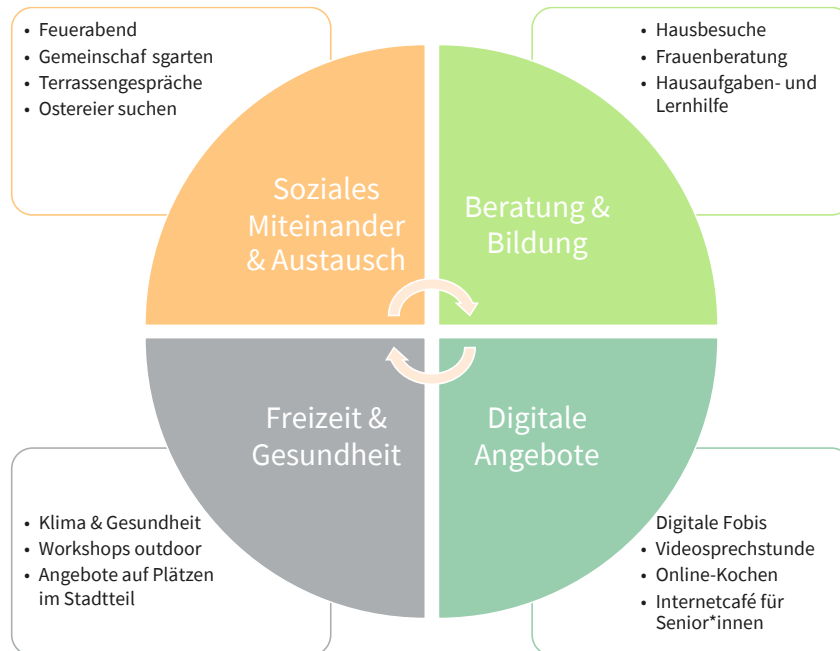 • Feuerabend
• Gemeinschaf sgarten
• Terrassengespräche
• Ostereier suchen
• Hausbesuche
• Frauenberatung
• Hausaufgaben- und
Lernhilfe
Soziales
Miteinander
& Austausch
Beratung &
Bildung
Freizeit &
Gesundheit
Digitale
Angebote
• Klima & Gesundheit
• Workshops outdoor
• Angebote auf Plätzen
im Stadtteil
Digitale Fobis
• Videosprechstunde
• Online-Kochen
• Internetcafé für
Senior*innen